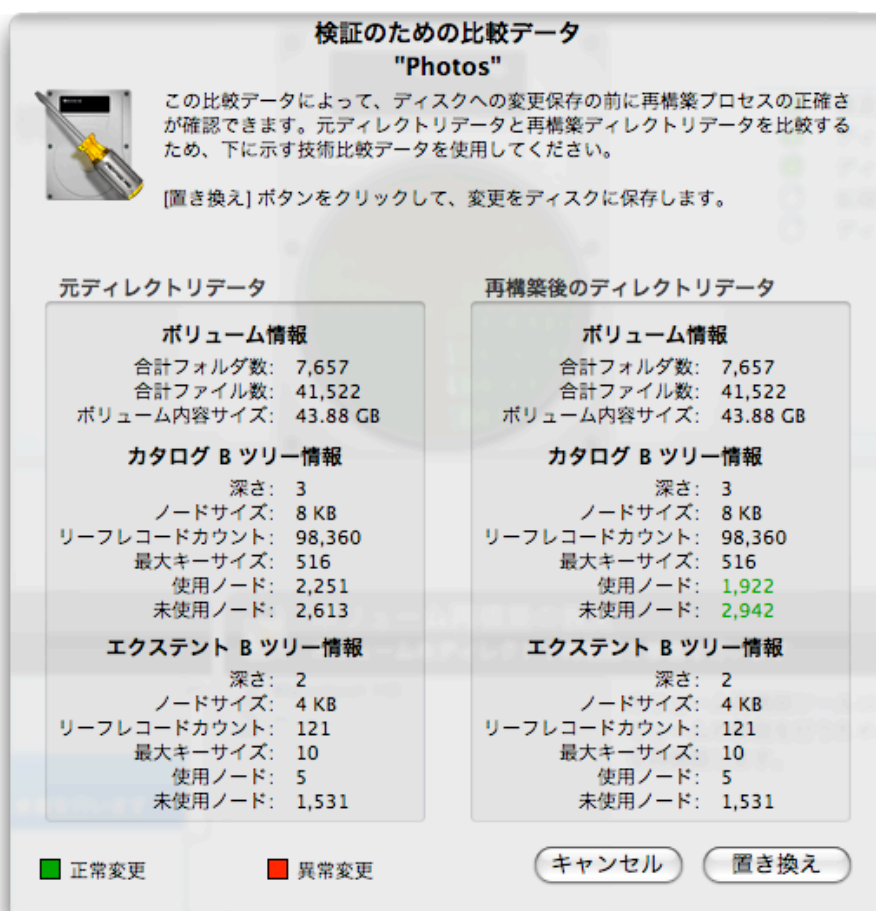 検証のための比較データ
"Photos"
この比較データによって、ディスクへの変更保存の前に再構築プロセスの正確さ
が確認できます。元ディレクトリデータと再構築ディレクトリデータを比較する
ため、下に示す技術比較データを使用してください。
[置き換え] ボタンをクリックして、変更をディスクに保存します。
元ディレクトリデータ
ボリューム情報
合計フォルダ数: 7,657
合計ファイル数: 41,522
ボリューム内容サイズ: 43.88 GB
カタログ B ツリー情報
深さ: 3
ノードサイズ: 8 KB
リーフレコードカウント: 98,360
最大キーサイズ: 516
使用ノード: 2,251
未使用ノード: 2,613
エクステント B ツリー情報
深さ: 2
ノードサイズ: 4 KB
リーフレコードカウント: 121
最大キーサイズ: 10
使用ノード: 5
未使用ノード: 1,531
再構築後のディレクトリデータ
ボリューム情報
合計フォルダ数: 7,657
合計ファイル数: 41,522
ボリューム内容サイズ: 43.88 GB
カタログ B ツリー情報
深さ: 3
ノードサイズ: 8 KB
リーフレコードカウント: 98,360
最大キーサイズ: 516
使用ノード: 1,922
未使用ノード: 2,942
エクステント B ツリー情報
深さ: 2
ノードサイズ: 4 KB
リーフレコードカウント: 121
最大キーサイズ: 10
使用ノード: 5
未使用ノード: 1,531
正常変更
異常変更
キャンセル
置き換え